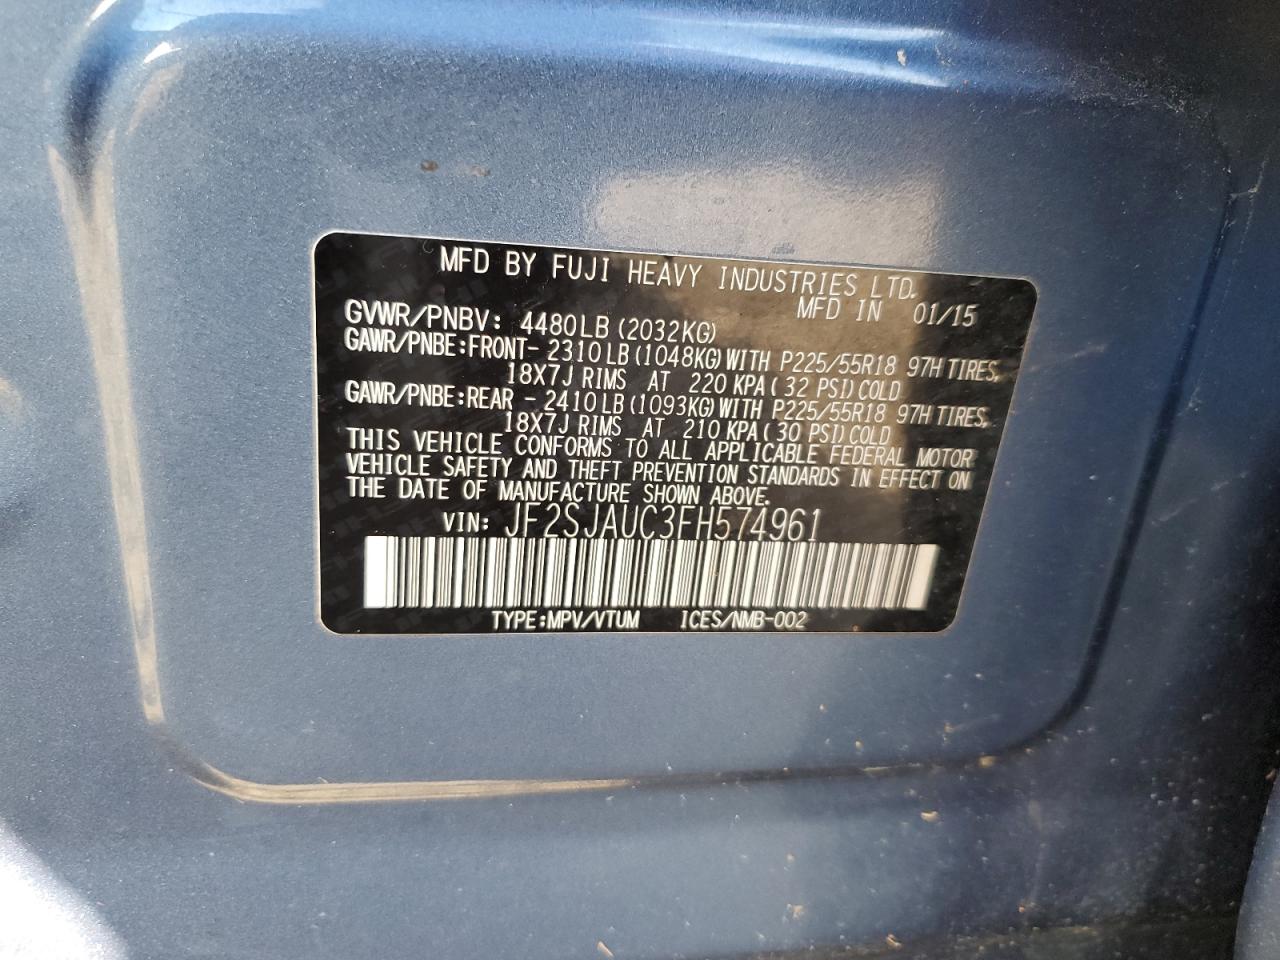 MFD BY FUJI HEAVY INDUSTRIES LTD.
MFD IN 01/15
GVWR/PNBV: 4480LB(2032KG)
GAWR/PNBE:FRONT- 2310LB(1048KG)WITH P225/55R18 97H TIRES,
18X7J RIMS AT 220 KPA(32 PSI)COLD
GAWR/PNBE:REAR - 2410LB(1093KG)WITH P225/55R18 97H TIRES,
18X7J RIMS AT 210 KPA(30 PSI)COLD
THIS VEHICLE CONFORMS TO ALL APPLICABLE FEDERAL MOTOR
VEHICLE SAFETY AND THEFT PREVENTION STANDARDS IN EFFECT ON
THE DATE OF MANUFACTURE SHOWN ABOVE.
VIN: JF2SJAUC3FH574961
TYPE:MPV/VTUM ICES/NMB-002